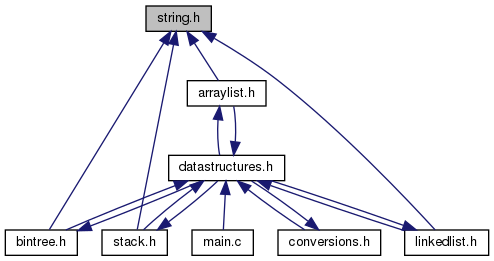 string.h
arraylist.h
datastructures.h
bintree.h
stack.h
main.c
conversions.h
linkedlist.h